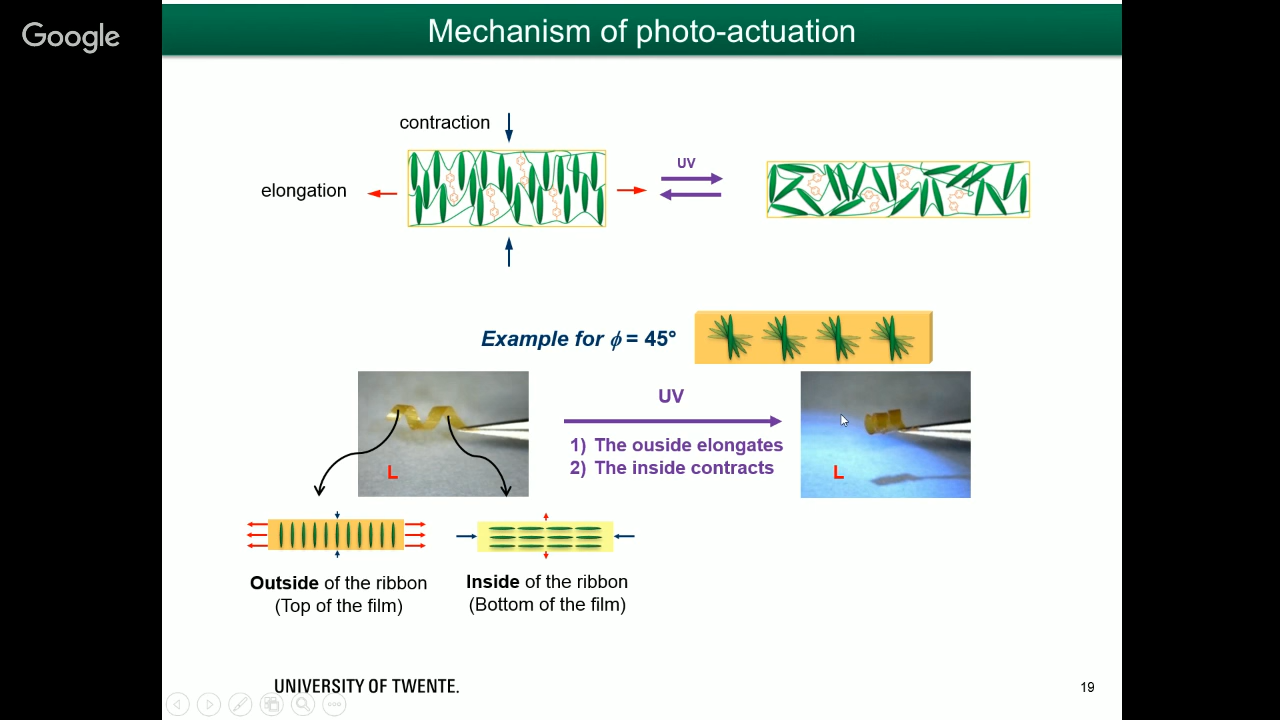 Google
Mechanism of photo-actuation
contraction
elongation
UV
Example for ϕ = 45°
UV
1) The ouside elongates
2) The inside contracts
L
L
Outside of the ribbon
(Top of the film)
Inside of the ribbon
(Bottom of the film)
UNIVERSITY OF TWENTE.
19